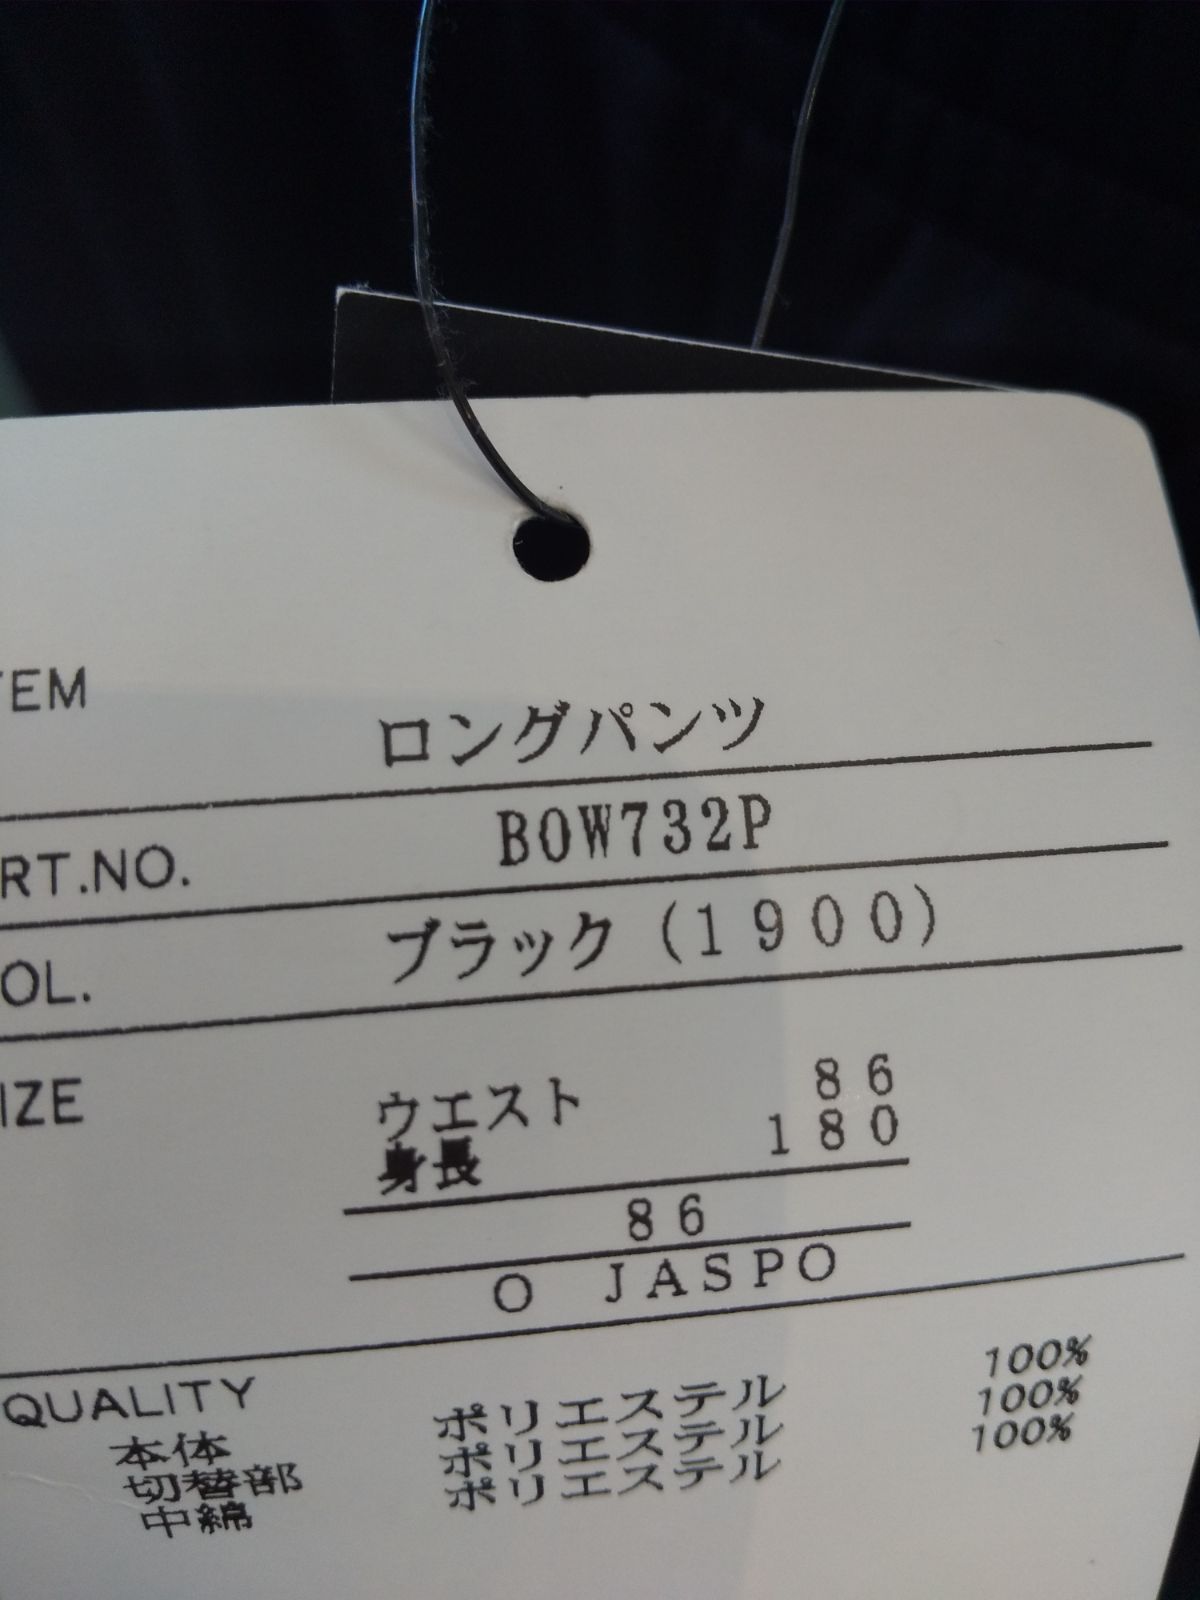 TEM ロングパンツ
RT.NO. BOW732P
OL. ブラック(1900)
IZE ウエスト 86
身長 180
86
O JASPO
QUALITY
本体 ポリエステル 100%
切替部 ポリエステル 100%
中綿 ポリエステル 100%